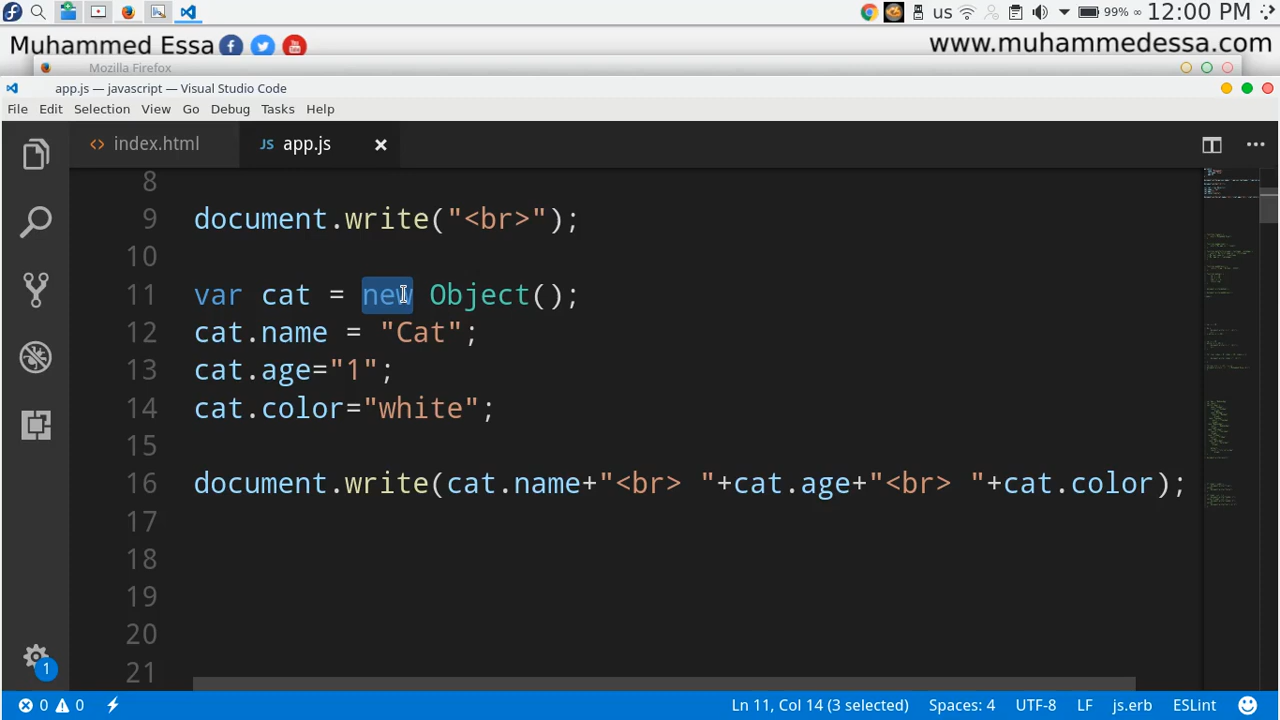 us 99% ∞ 12:00 PM
Muhammed Essa
www.muhammedessa.com
Mozilla Firefox
app.js — javascript — Visual Studio Code
File Edit Selection View Go Debug Tasks Help
<> index.html JS app.js ×
8
9 document.write("<br>");
10
11 var cat = new Object();
12 cat.name = "Cat";
13 cat.age="1";
14 cat.color="white";
15
16 document.write(cat.name+"<br> "+cat.age+"<br> "+cat.color);
17
18
19
20
21
1
0 0 Ln 11, Col 14 (3 selected) Spaces: 4 UTF-8 LF js.erb ESLint